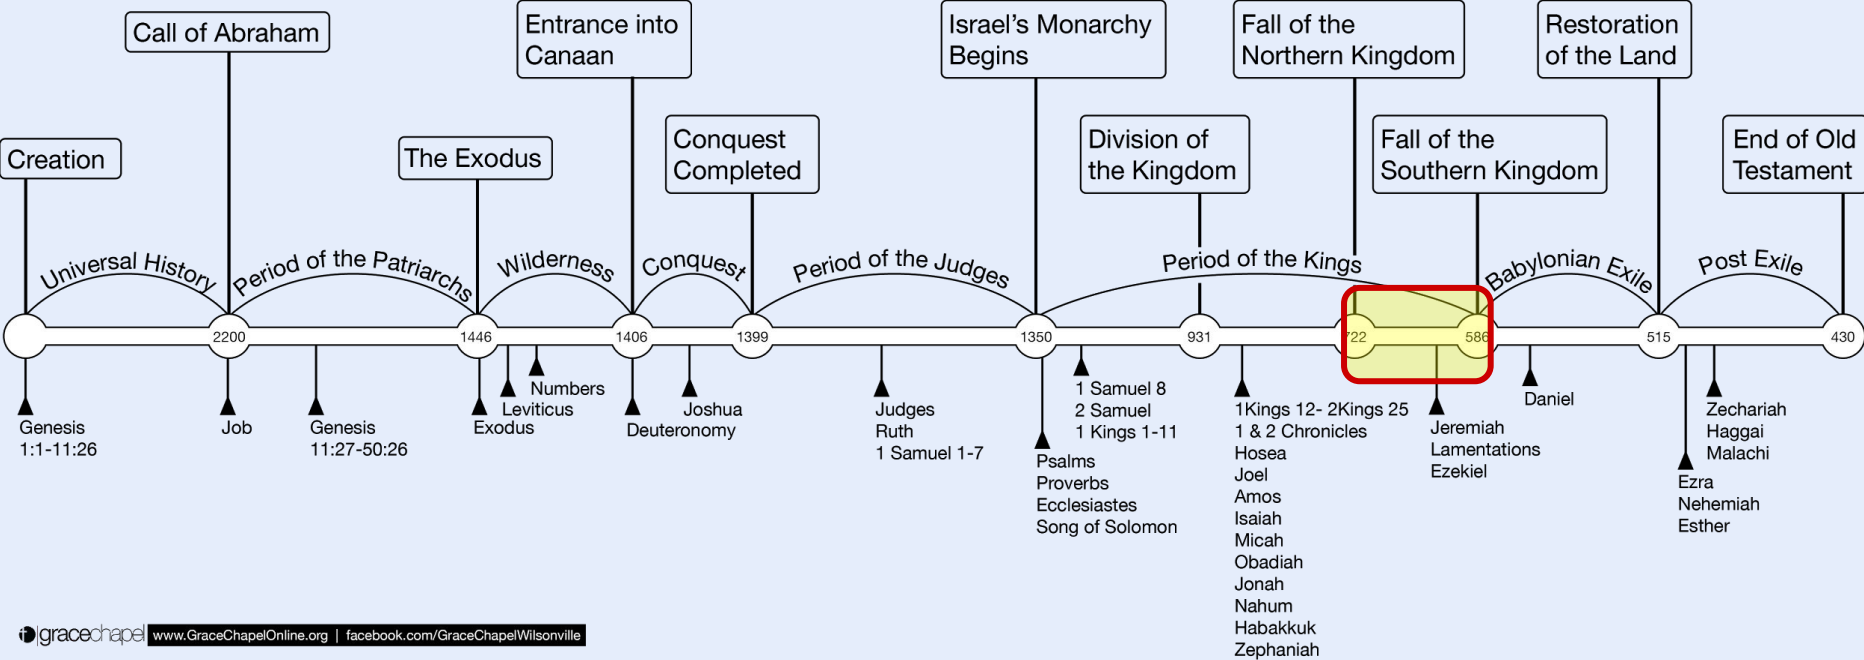 Creation
Call of Abraham
The Exodus
Entrance into
Canaan
Conquest
Completed
Israel's Monarchy
Begins
Division of
the Kingdom
Fall of the
Northern Kingdom
Fall of the
Southern Kingdom
Restoration
of the Land
End of Old
Testament
Universal History
Period of the Patriarchs
Wilderness
Conquest
Period of the Judges
Period of the Kings
Babylonian Exile
Post Exile
2200
1446
1406
1399
1350
931
722
586
515
430
Genesis
1:1-11:26
Job
Genesis
11:27-50:26
Exodus
Leviticus
Numbers
Deuteronomy
Joshua
Judges
Ruth
1 Samuel 1-7
Psalms
Proverbs
Ecclesiastes
Song of Solomon
1 Samuel 8
2 Samuel
1 Kings 1-11
1Kings 12- 2Kings 25
1 & 2 Chronicles
Hosea
Joel
Amos
Isaiah
Micah
Obadiah
Jonah
Nahum
Habakkuk
Zephaniah
Jeremiah
Lamentations
Ezekiel
Daniel
Ezra
Nehemiah
Esther
Zechariah
Haggai
Malachi
gracechapel www.GraceChapelOnline.org | facebook.com/GraceChapelWilsonville